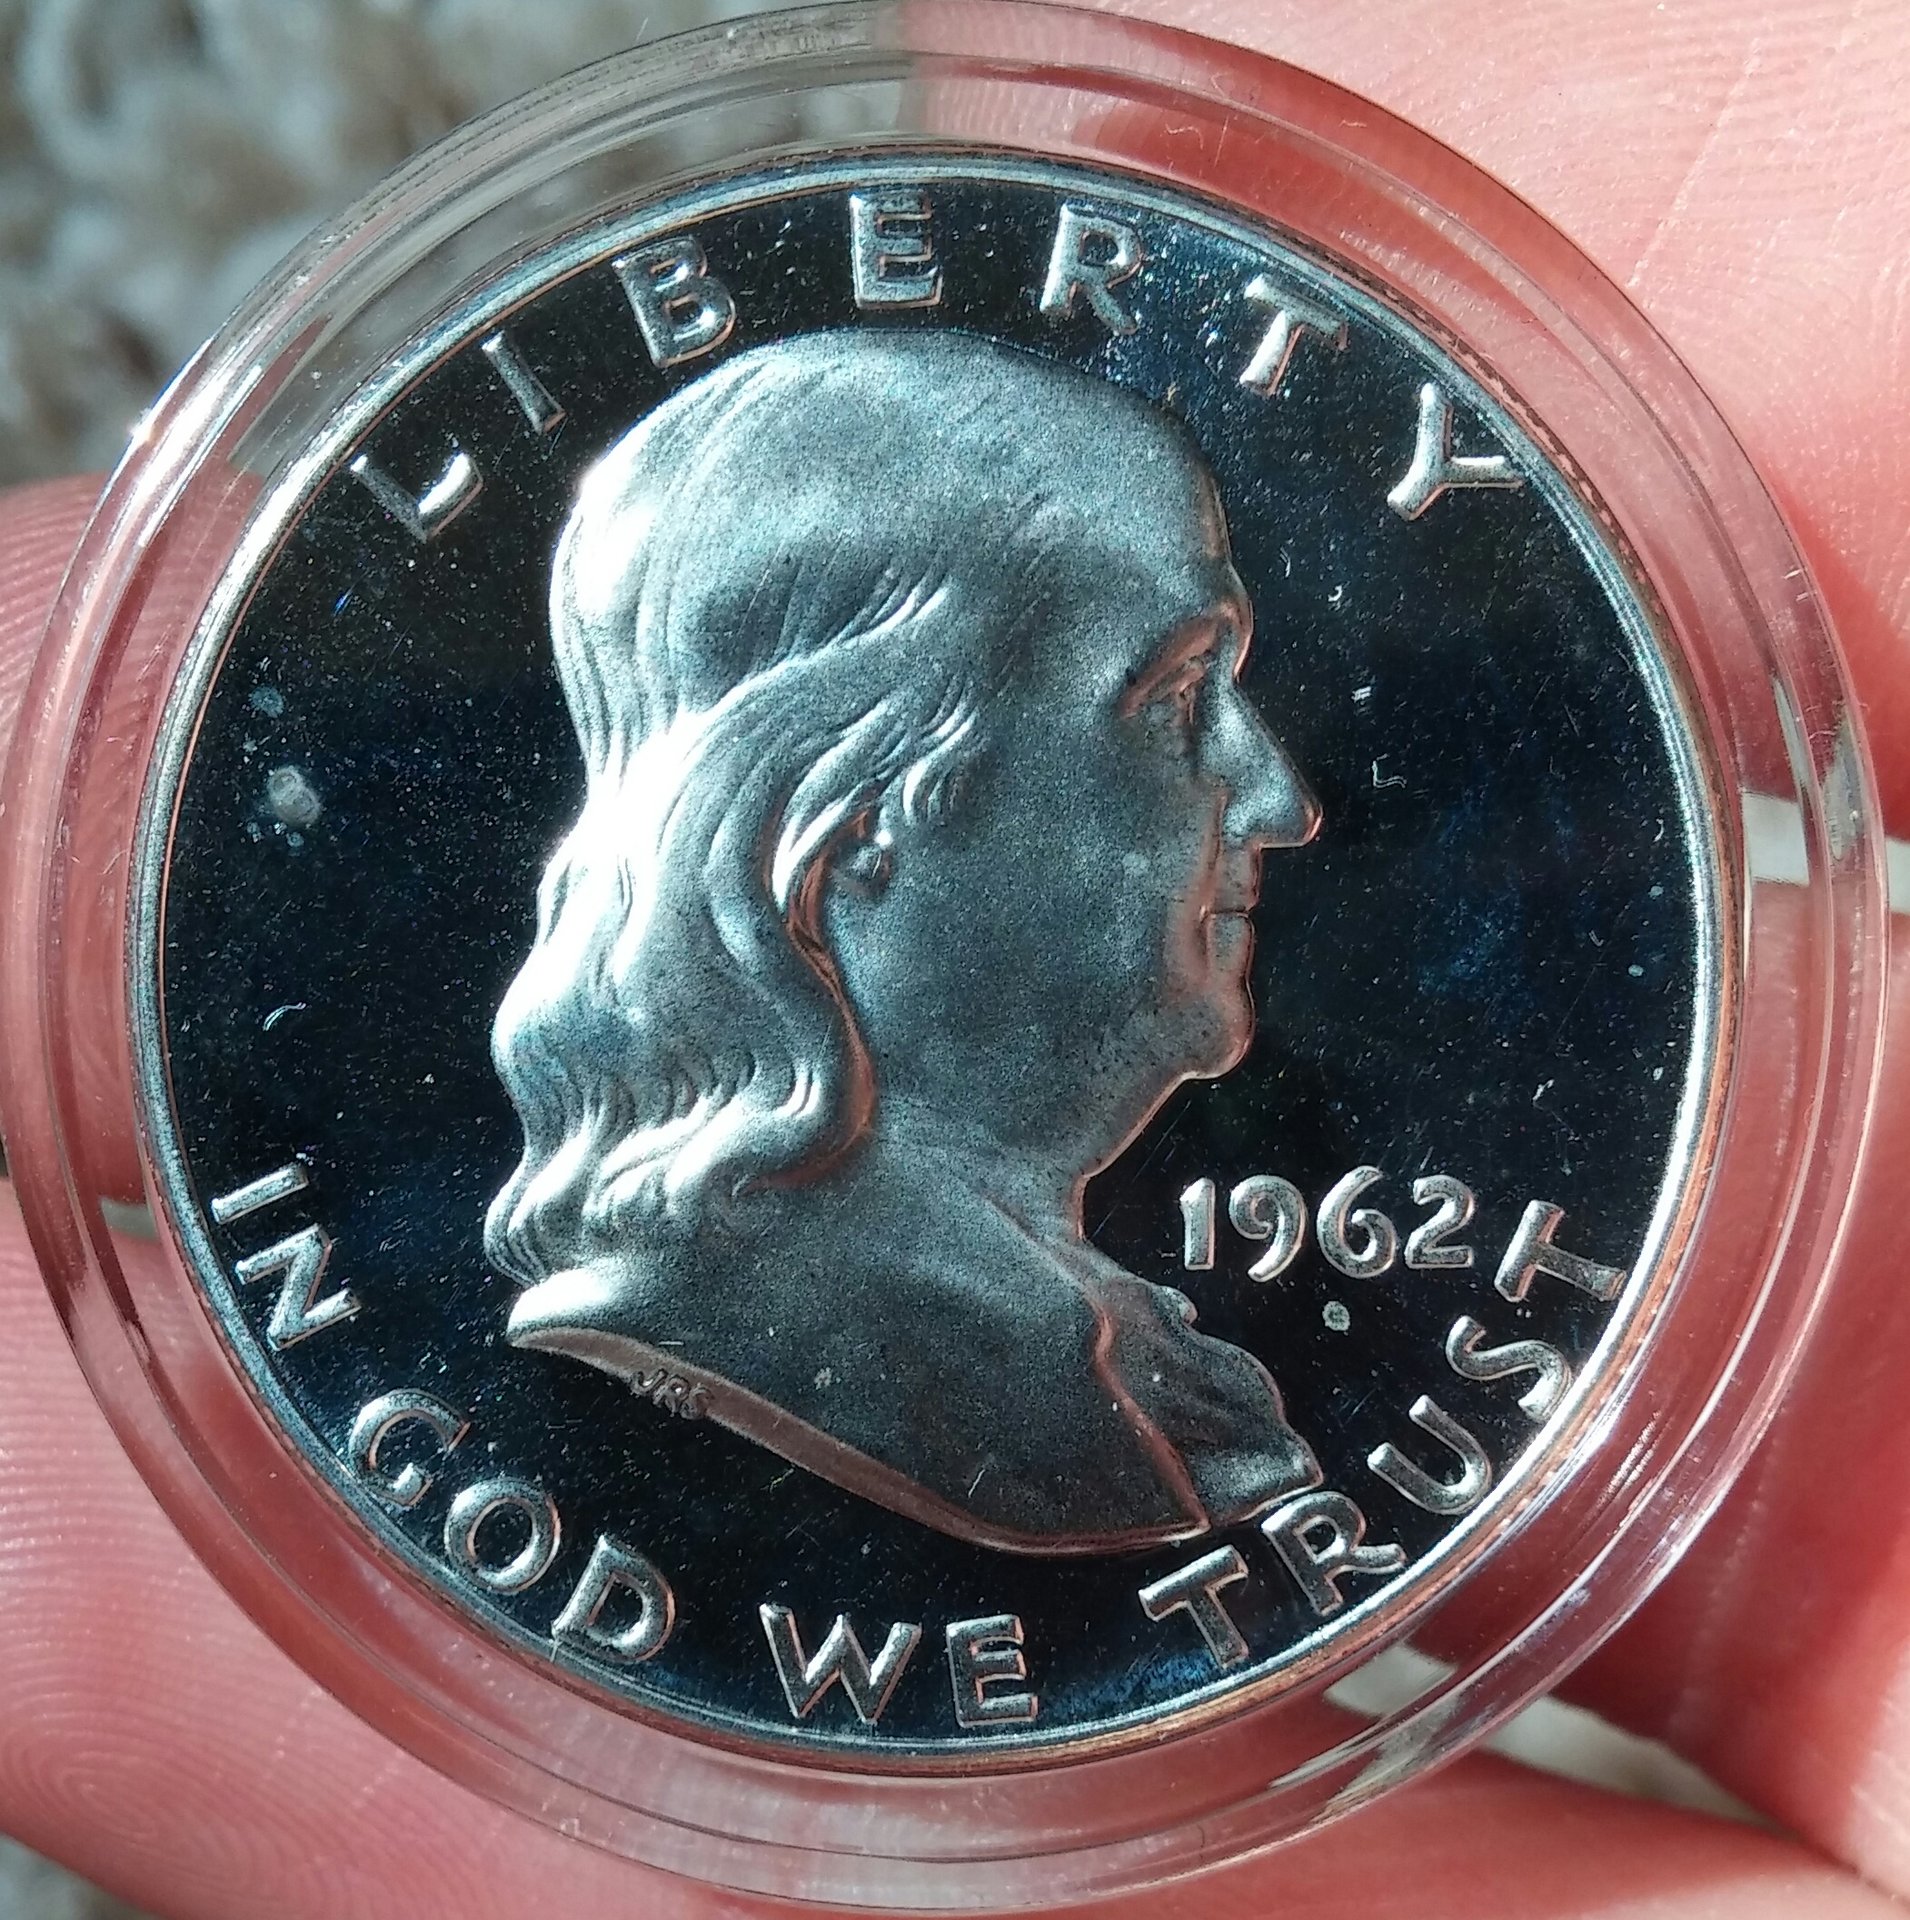 LIBERTY
1962
JRS
IN GOD WE TRUST